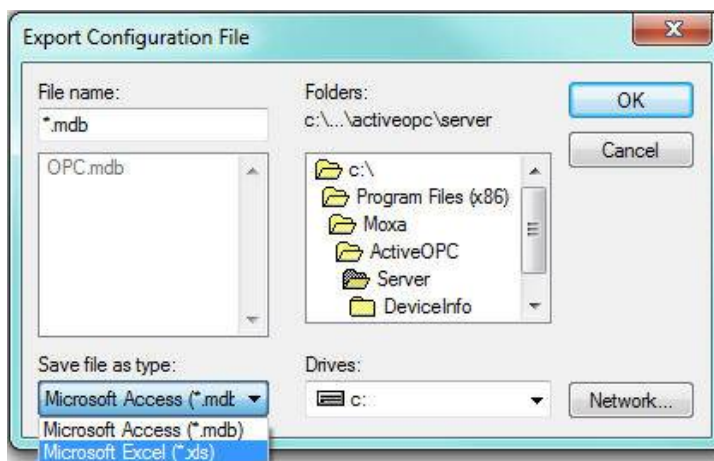 Export Configuration File
File name:
*.mdb
OPC.mdb
Folders:
c:\...\activeopc\server
c:\
Program Files (x86)
Moxa
ActiveOPC
Server
DeviceInfo
OK
Cancel
Save file as type:
Microsoft Access (*.mdb
Microsoft Access (*.mdb)
Microsoft Excel (*.xls)
Drives:
c:
Network...